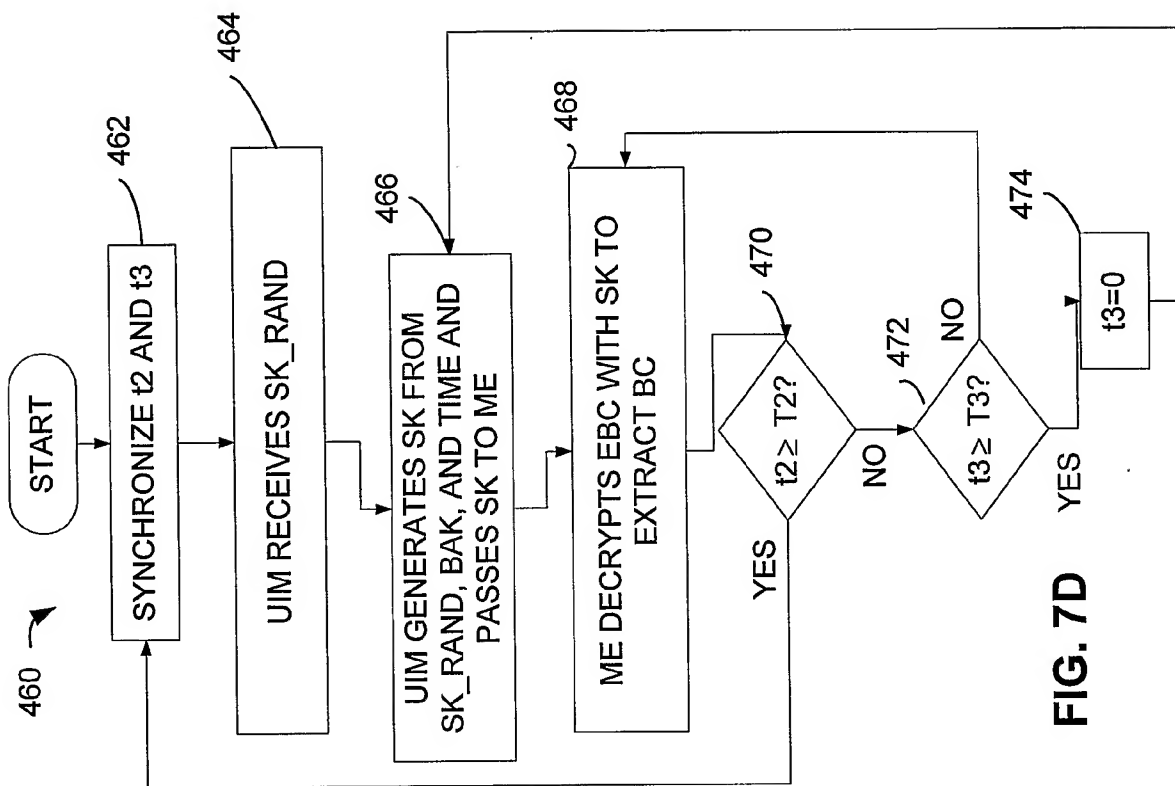 460
START
462
SYNCHRONIZE t2 AND t3
464
UIM RECEIVES SK_RAND
466
UIM GENERATES SK FROM
SK_RAND, BAK, AND TIME AND
PASSES SK TO ME
468
ME DECRYPTS EBC WITH SK TO
EXTRACT BC
470
t2 ≥ T2?
YES
NO
472
t3 ≥ T3?
NO
YES
474
t3=0
FIG. 7D